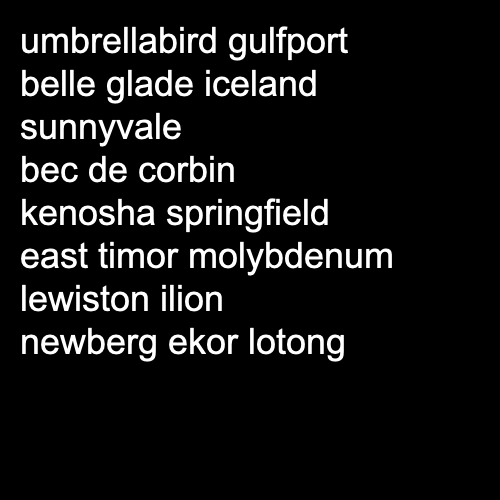 umbrellabird gulfport
belle glade iceland
sunnyvale
bec de corbin
kenosha springfield
east timor molybdenum
lewiston ilion
newberg ekor lotong